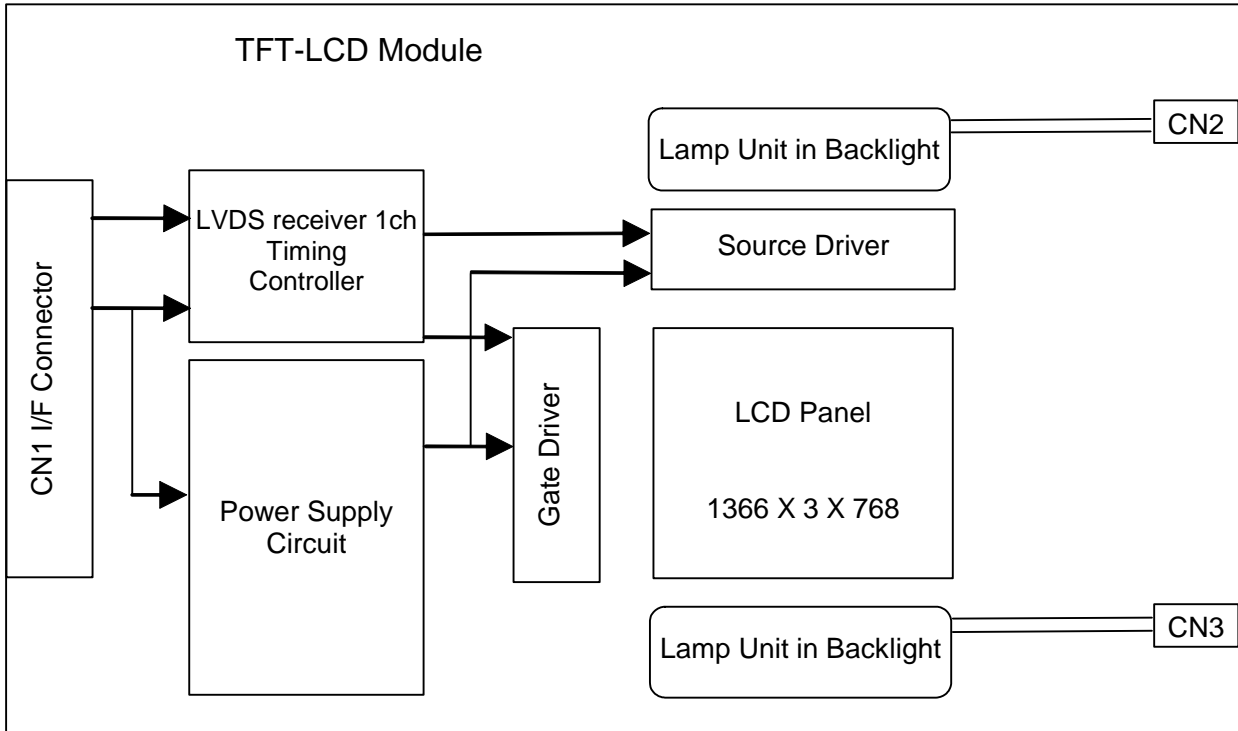 TFT-LCD Module
CN2
Lamp Unit in Backlight
CN1 I/F Connector
LVDS receiver 1ch
Timing
Controller
Source Driver
Gate Driver
LCD Panel
1366 X 3 X 768
Power Supply
Circuit
Lamp Unit in Backlight
CN3